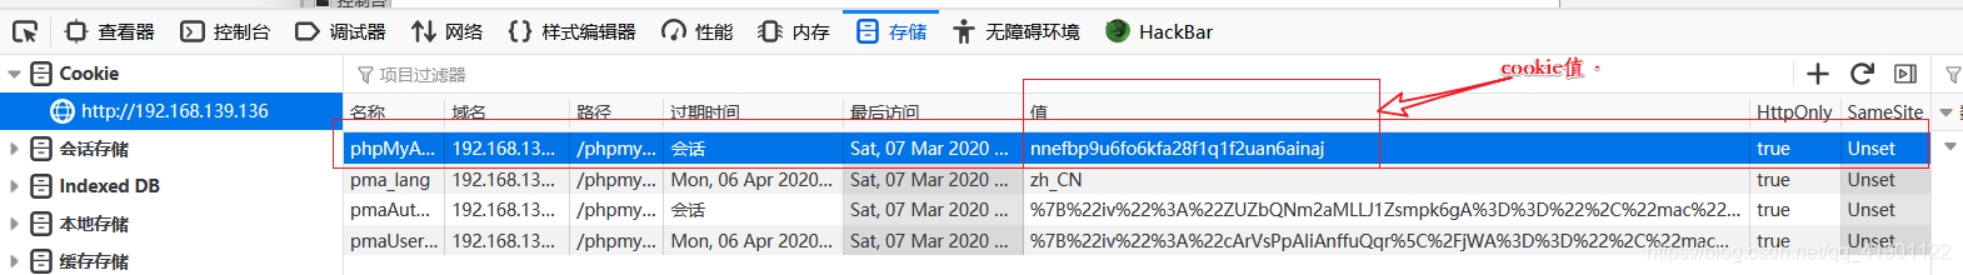 控制台
查看器 控制台 调试器 网络 样式编辑器 性能 内存 存储 无障碍环境 HackBar
Cookie 项目过滤器 cookie值。
http://192.168.139.136 名称 域名 路径 过期时间 最后访问 值 HttpOnly SameSite
会话存储 phpMyA... 192.168.13... /phpmy... 会话 Sat, 07 Mar 2020 ... nnefbp9u6fo6kfa28f1q1f2uan6ainaj true Unset
Indexed DB pma_lang 192.168.13... /phpmy... Mon, 06 Apr 2020... Sat, 07 Mar 2020 ... zh_CN true Unset
本地存储 pmaAut... 192.168.13... /phpmy... 会话 Sat, 07 Mar 2020 ... %7B%22iv%22%3A%22ZUZbQNm2aMLLJ1Zsmpk6gA%3D%3D%22%2C%22mac%22... true Unset
缓存存储 pmaUser... 192.168.13... /phpmy... Mon, 06 Apr 2020... Sat, 07 Mar 2020 ... %7B%22iv%22%3A%22cArVsPpAliAnffuQqr%5C%2FjWA%3D%3D%22%2C%22mac... true Unset
https://blog.csdn.net/qq_41901122